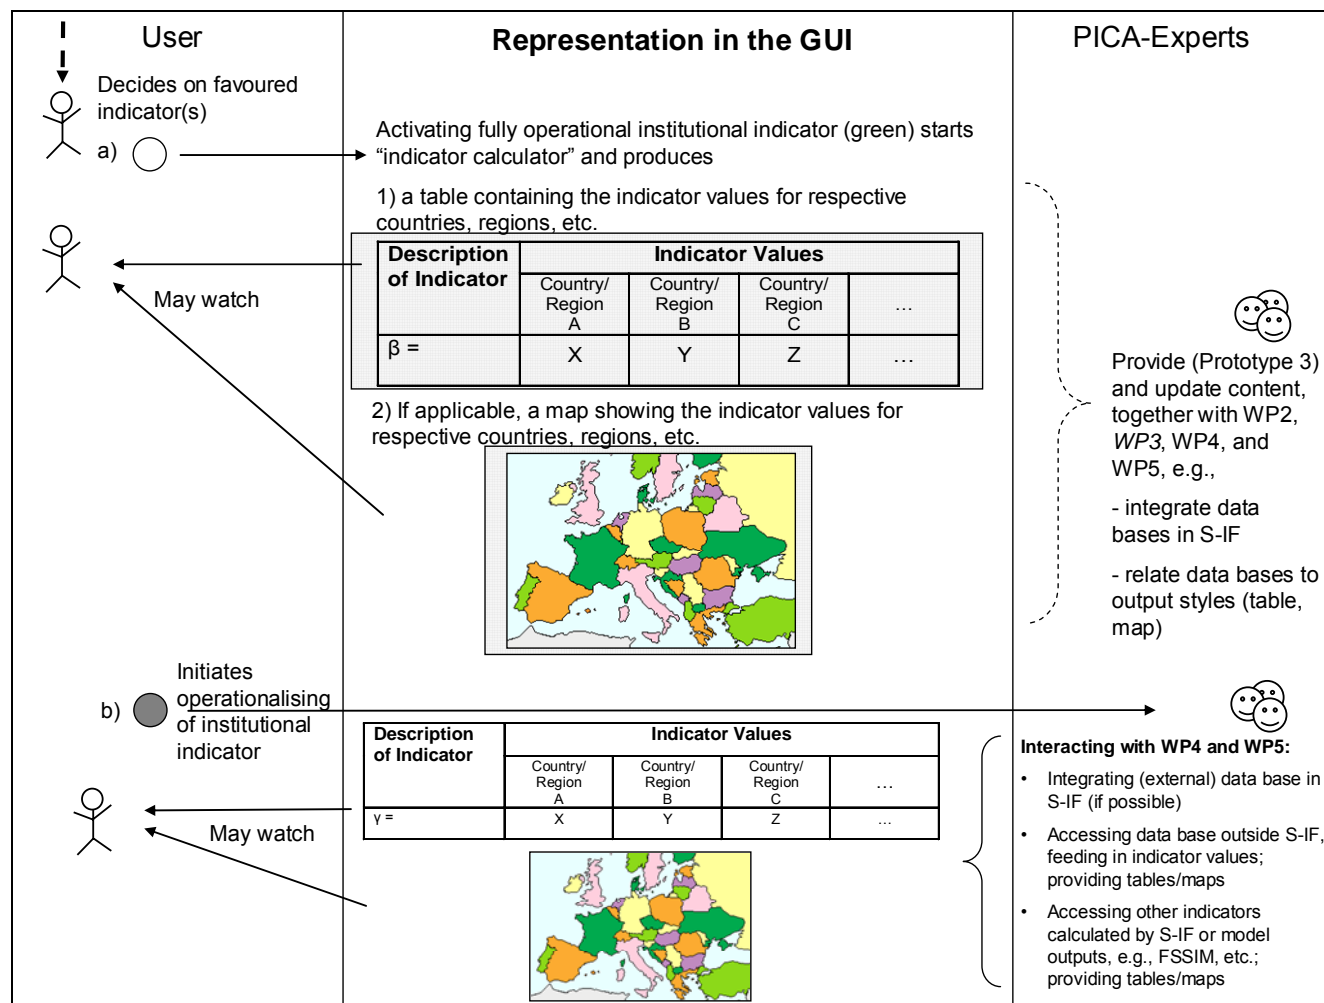 User
Representation in the GUI
PICA-Experts
Decides on favoured
indicator(s)
a)
Activating fully operational institutional indicator (green) starts
“indicator calculator” and produces
1) a table containing the indicator values for respective
countries, regions, etc.
Description
of Indicator
Indicator Values
Country/
Region
A
Country/
Region
B
Country/
Region
C
…
β =
X
Y
Z
…
May watch
2) If applicable, a map showing the indicator values for
respective countries, regions, etc.
Provide (Prototype 3)
and update content,
together with WP2,
WP3, WP4, and
WP5, e.g.,
- integrate data
bases in S-IF
- relate data bases to
output styles (table,
map)
b)
Initiates
operationalising
of institutional
indicator
Description
of Indicator
Indicator Values
Country/
Region
A
Country/
Region
B
Country/
Region
C
…
γ =
X
Y
Z
…
May watch
Interacting with WP4 and WP5:
• Integrating (external) data base in
S-IF (if possible)
• Accessing data base outside S-IF,
feeding in indicator values;
providing tables/maps
• Accessing other indicators
calculated by S-IF or model
outputs, e.g., FSSIM, etc.;
providing tables/maps